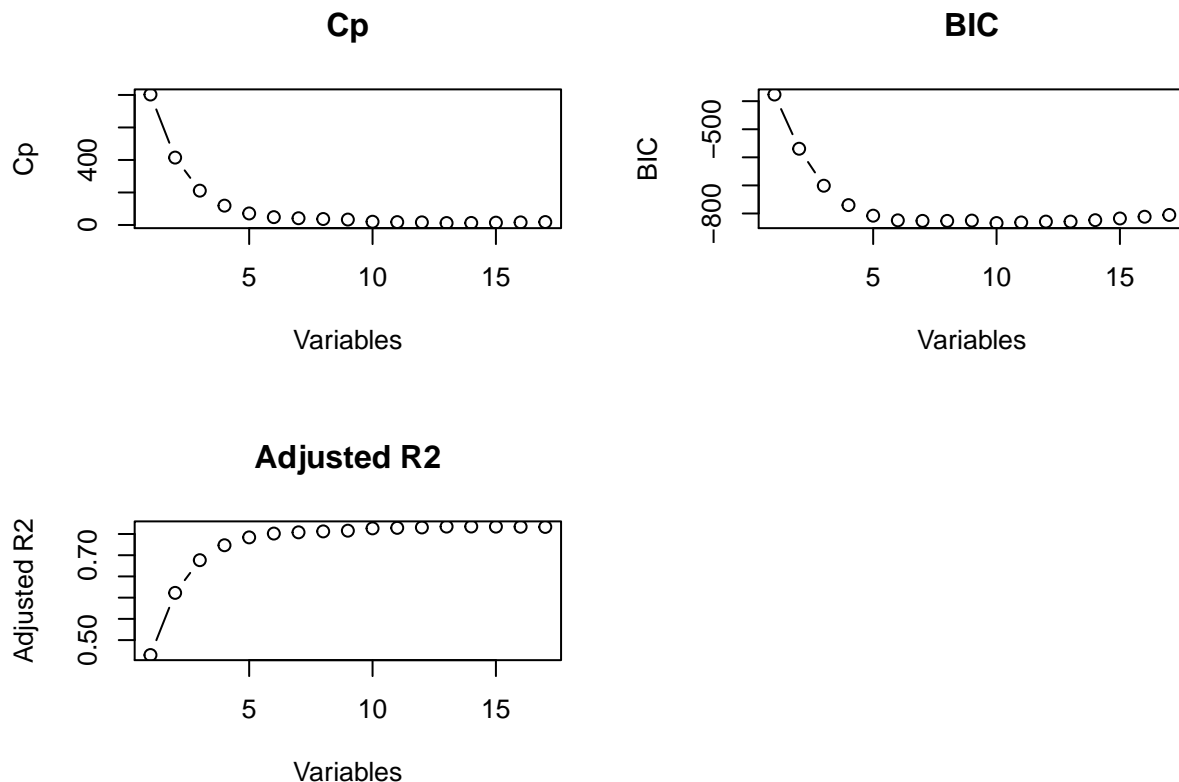 Cp
Cp
0
400
5
10
15
Variables
BIC
BIC
−800
−500
5
10
15
Variables
Adjusted R2
Adjusted R2
0.50
0.70
5
10
15
Variables